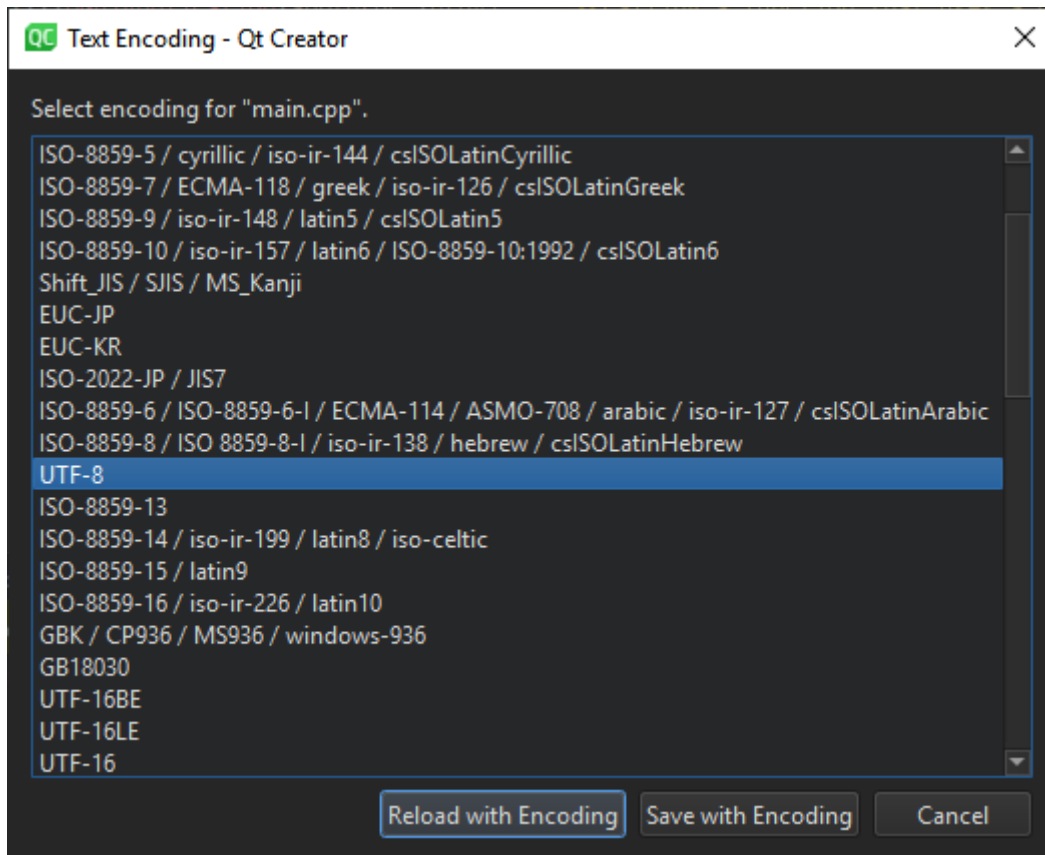 QC Text Encoding - Qt Creator
Select encoding for "main.cpp".
ISO-8859-5 / cyrillic / iso-ir-144 / csISOLatinCyrillic
ISO-8859-7 / ECMA-118 / greek / iso-ir-126 / csISOLatinGreek
ISO-8859-9 / iso-ir-148 / latin5 / csISOLatin5
ISO-8859-10 / iso-ir-157 / latin6 / ISO-8859-10:1992 / csISOLatin6
Shift_JIS / SJIS / MS_Kanji
EUC-JP
EUC-KR
ISO-2022-JP / JIS7
ISO-8859-6 / ISO-8859-6-I / ECMA-114 / ASMO-708 / arabic / iso-ir-127 / csISOLatinArabic
ISO-8859-8 / ISO 8859-8-I / iso-ir-138 / hebrew / csISOLatinHebrew
UTF-8
ISO-8859-13
ISO-8859-14 / iso-ir-199 / latin8 / iso-celtic
ISO-8859-15 / latin9
ISO-8859-16 / iso-ir-226 / latin10
GBK / CP936 / MS936 / windows-936
GB18030
UTF-16BE
UTF-16LE
UTF-16
Reload with Encoding Save with Encoding Cancel